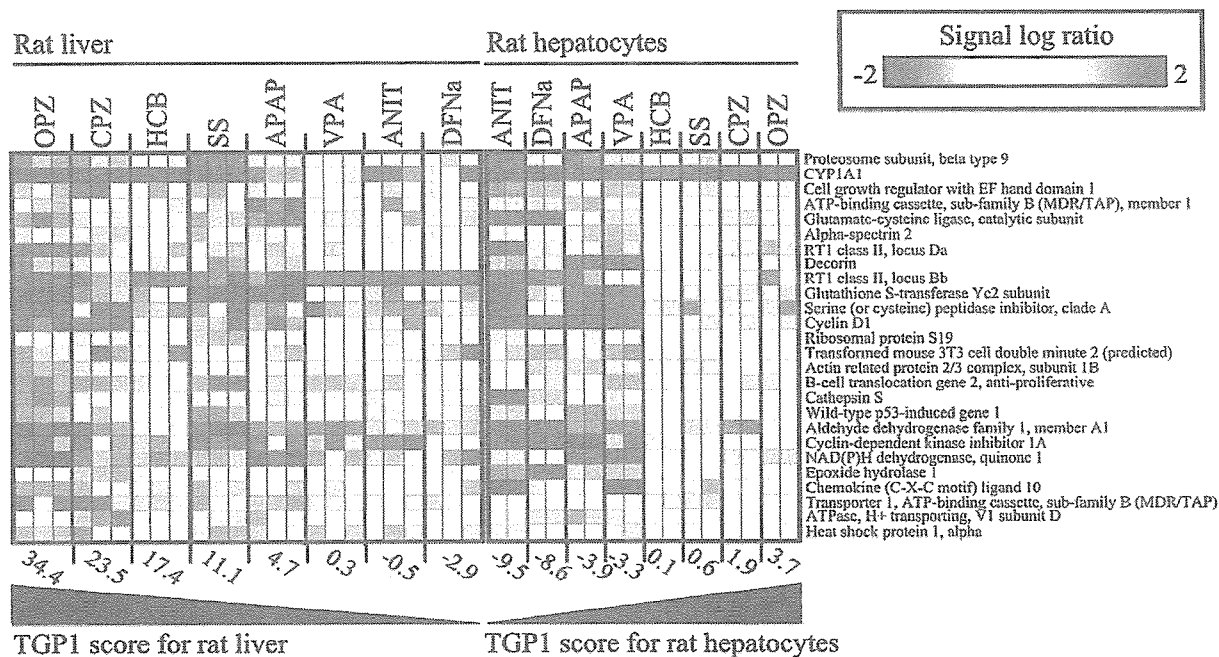 Rat liver
Rat hepatocytes
Signal log ratio
-2
2
OPZ
CPZ
HCB
SS
APAP
VPA
ANIT
DFNa
ANIT
DFNa
APAP
VPA
HCB
SS
CPZ
OPZ
Proteosome subunit, beta type 9
CYP1A1
Cell growth regulator with EF hand domain 1
ATP-binding cassette, sub-family B (MDR/TAP), member 1
Glutamate-cysteine ligase, catalytic subunit
Alpha-spectrin 2
RT1 class II, locus Da
Decorin
RT1 class II, locus Bb
Glutathione S-transferase Yc2 subunit
Serine (or cysteine) peptidase inhibitor, clade A
Cyclin D1
Ribosomal protein S19
Transformed mouse 3T3 cell double minute 2 (predicted)
Actin related protein 2/3 complex, subunit 1B
B-cell translocation gene 2, anti-proliferative
Cathepsin S
Wild-type p53-induced gene 1
Aldehyde dehydrogenase family 1, member A1
Cyclin-dependent kinase inhibitor 1A
NAD(P)H dehydrogenase, quinone 1
Epoxide hydrolase 1
Chemokine (C-X-C motif) ligand 10
Transporter 1, ATP-binding cassette, sub-family B (MDR/TAP)
ATPase, H+ transporting, V1 subunit D
Heat shock protein 1, alpha
34.4
23.5
17.4
11.1
4.7
0.3
-0.5
-2.9
-9.5
-8.6
-3.9
-3.3
0.1
0.6
1.9
3.7
TGP1 score for rat liver
TGP1 score for rat hepatocytes